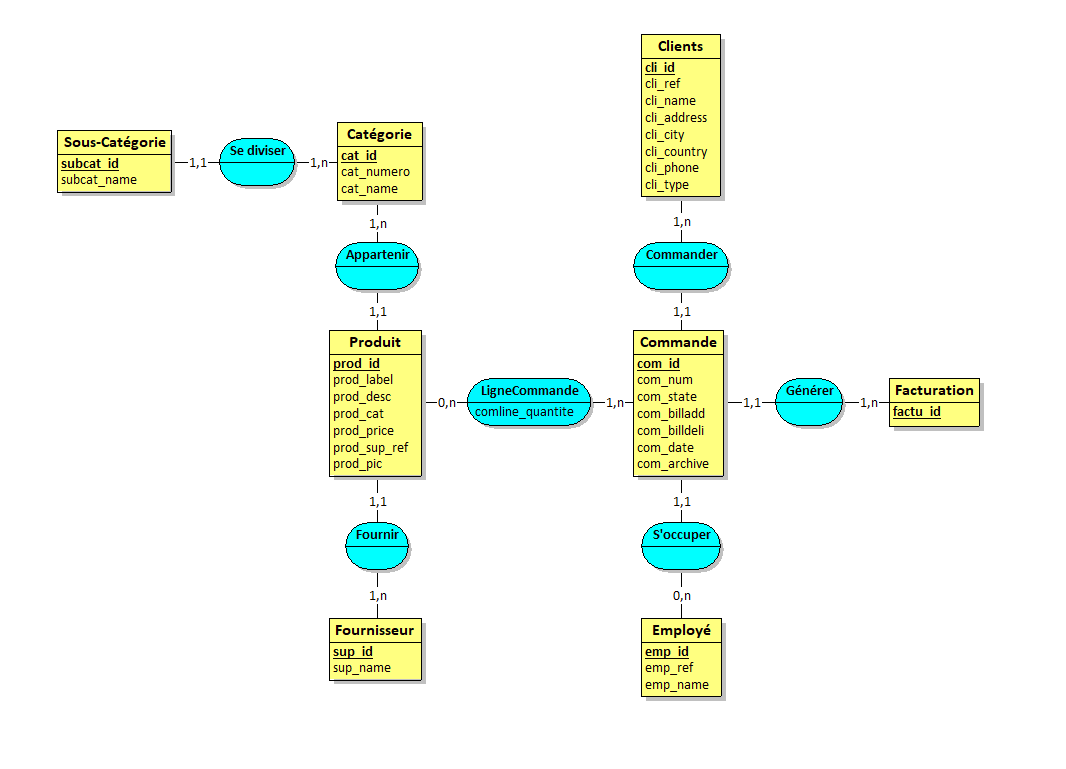 Clients
cli_id
cli_ref
cli_name
cli_address
cli_city
cli_country
cli_phone
cli_type
Sous-Catégorie
subcat_id
subcat_name
1,1
Se diviser
1,n
Catégorie
cat_id
cat_numero
cat_name
1,n
Appartenir
1,1
1,n
Commander
1,1
Produit
prod_id
prod_label
prod_desc
prod_cat
prod_price
prod_sup_ref
prod_pic
0,n
LigneCommande
comline_quantite
1,n
Commande
com_id
com_num
com_state
com_billadd
com_billdeli
com_date
com_archive
1,1
Générer
1,n
Facturation
factu_id
1,1
Fournir
1,n
1,1
S'occuper
0,n
Fournisseur
sup_id
sup_name
Employé
emp_id
emp_ref
emp_name